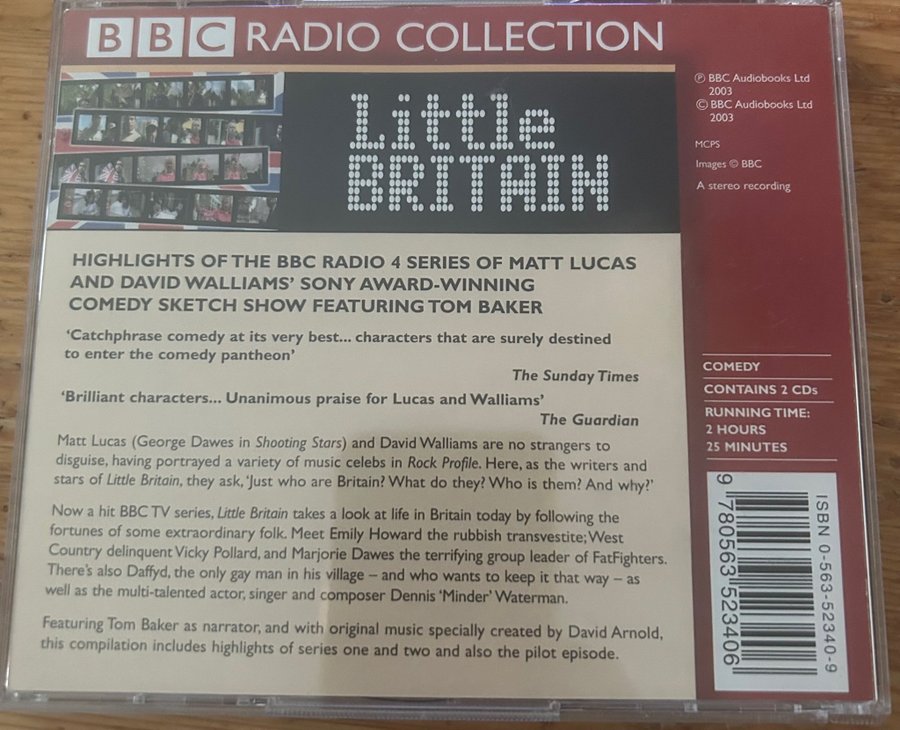 BBC RADIO COLLECTION
Little
BRITAIN
HIGHLIGHTS OF THE BBC RADIO 4 SERIES OF MATT LUCAS
AND DAVID WALLIAMS' SONY AWARD-WINNING
COMEDY SKETCH SHOW FEATURING TOM BAKER
'Catchphrase comedy at its very best... characters that are surely destined
to enter the comedy pantheon'
The Sunday Times
'Brilliant characters... Unanimous praise for Lucas and Walliams'
The Guardian
Matt Lucas (George Dawes in Shooting Stars) and David Walliams are no strangers to
disguise, having portrayed a variety of music celebs in Rock Profile. Here, as the writers and
stars of Little Britain, they ask, 'Just who are Britain? What do they? Who is them? And why?'
Now a hit BBC TV series, Little Britain takes a look at life in Britain today by following the
fortunes of some extraordinary folk. Meet Emily Howard the rubbish transvestite; West
Country delinquent Vicky Pollard, and Marjorie Dawes the terrifying group leader of FatFighters.
There's also Daffyd, the only gay man in his village – and who wants to keep it that way – as
well as the multi-talented actor, singer and composer Dennis 'Minder' Waterman.
Featuring Tom Baker as narrator, and with original music specially created by David Arnold,
this compilation includes highlights of series one and two and also the pilot episode.
℗ BBC Audiobooks Ltd
2003
© BBC Audiobooks Ltd
2003
MCPS
Images © BBC
A stereo recording
COMEDY
CONTAINS 2 CDs
RUNNING TIME:
2 HOURS
25 MINUTES
ISBN 0-563-52340-9
9 780563 523406